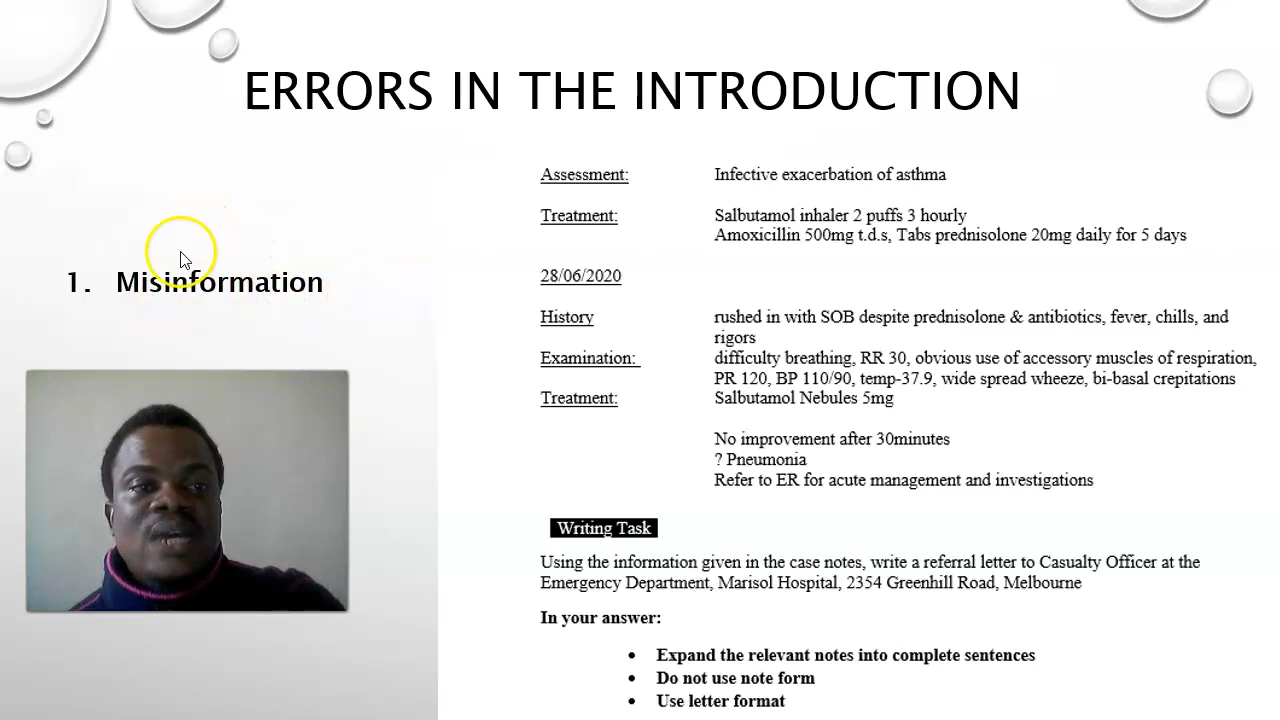 ERRORS IN THE INTRODUCTION
1. Misinformation
Assessment: Infective exacerbation of asthma
Treatment: Salbutamol inhaler 2 puffs 3 hourly
Amoxicillin 500mg t.d.s, Tabs prednisolone 20mg daily for 5 days
28/06/2020
History rushed in with SOB despite prednisolone & antibiotics, fever, chills, and
rigors
Examination: difficulty breathing, RR 30, obvious use of accessory muscles of respiration,
PR 120, BP 110/90, temp-37.9, wide spread wheeze, bi-basal crepitations
Treatment: Salbutamol Nebules 5mg
No improvement after 30minutes
? Pneumonia
Refer to ER for acute management and investigations
Writing Task
Using the information given in the case notes, write a referral letter to Casualty Officer at the
Emergency Department, Marisol Hospital, 2354 Greenhill Road, Melbourne
In your answer:
• Expand the relevant notes into complete sentences
• Do not use note form
• Use letter format